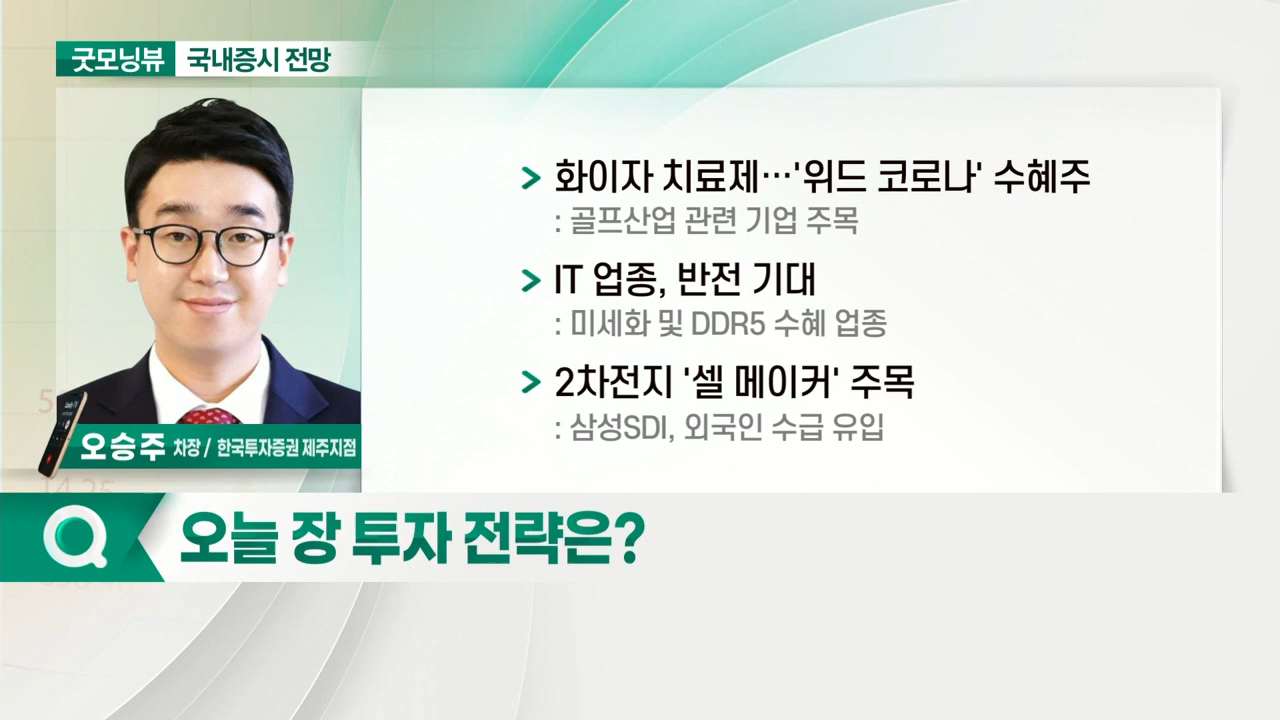 굿모닝뷰 국내증시 전망
> 화이자 치료제…'위드 코로나' 수혜주
: 골프산업 관련 기업 주목
> IT 업종, 반전 기대
: 미세화 및 DDR5 수혜 업종
> 2차전지 '셀 메이커' 주목
: 삼성SDI, 외국인 수급 유입
오승주 차장 / 한국투자증권 제주지점
Q 오늘 장 투자 전략은?